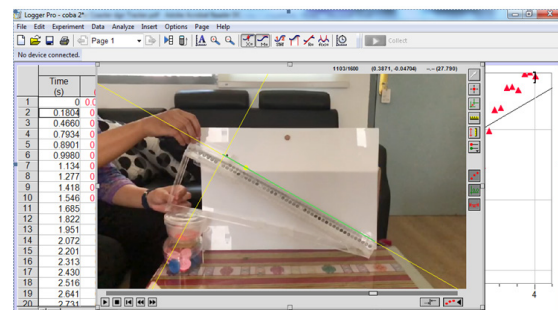 Logger Pro - coba 2*
File Edit Experiment Data Analyze Insert Options Page Help
Page 1
Collect
No device connected.
1103/1600 (0.3871, -0.04704) -.-- (27.790)
Time
(s)
1 0
2 0.1804
3 0.4660
4 0.7934
5 0.8901
6 0.9980
7 1.134
8 1.277
9 1.418
10 1.546
11 1.685
12 1.822
13 1.951
14 2.072
15 2.201
16 2.313
17 2.430
18 2.516
19 2.641
20 2.731
4